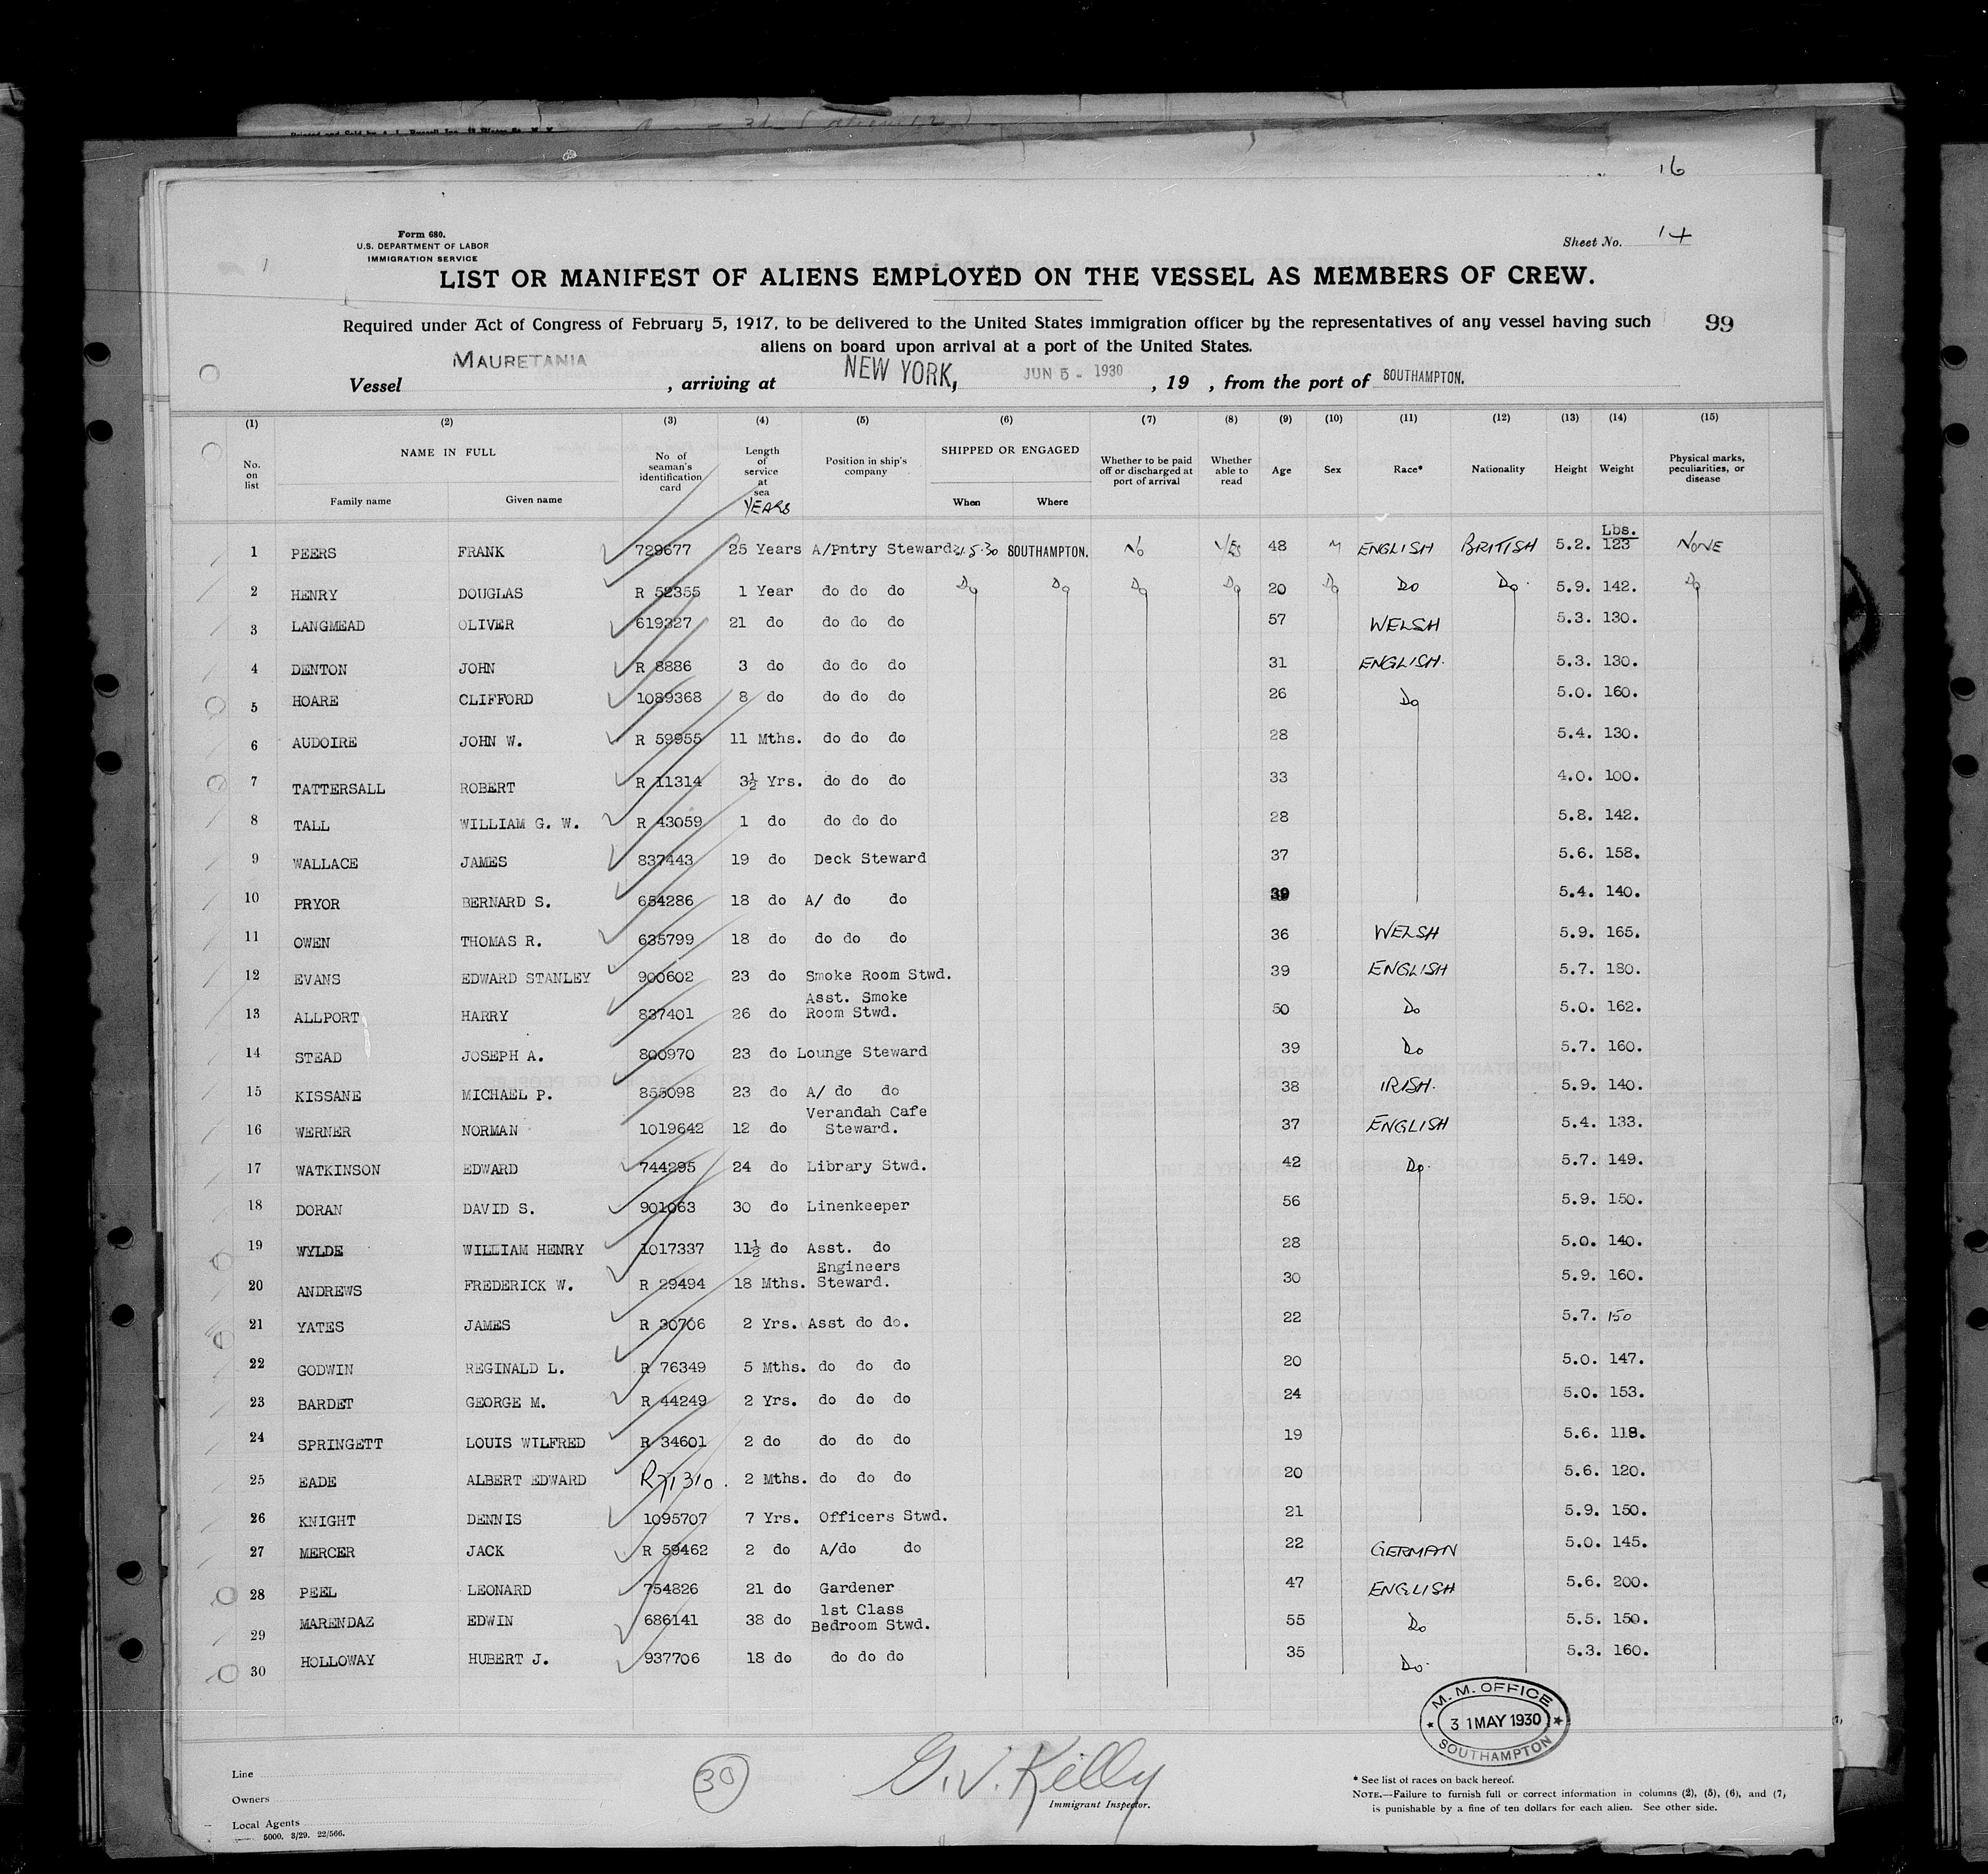 16
Form 680.
U.S. DEPARTMENT OF LABOR
IMMIGRATION SERVICE
Sheet No. 14
LIST OR MANIFEST OF ALIENS EMPLOYED ON THE VESSEL AS MEMBERS OF CREW.
Required under Act of Congress of February 5, 1917, to be delivered to the United States immigration officer by the representatives of any vessel having such
99
aliens on board upon arrival at a port of the United States.
Vessel MAURETANIA , arriving at NEW YORK, JUN 5 - 1930 , 19 , from the port of SOUTHAMPTON.
(1) (2) (3) (4) (5) (6) (7) (8) (9) (10) (11) (12) (13) (14) (15)
No. on list NAME IN FULL Family name Given name No of seaman's identification card Length of service at sea YEARS Position in ship's company SHIPPED OR ENGAGED When Where Whether to be paid off or discharged at port of arrival Whether able to read Age Sex Race* Nationality Height Weight Physical marks, peculiarities, or disease
Lbs.
1 PEERS FRANK 729677 25 Years A/Pntry Steward 31.5.30 SOUTHAMPTON. No YES 48 M ENGLISH BRITISH 5.2. 123 NONE
2 HENRY DOUGLAS R 52355 1 Year do do do Do Do Do Do 20 Do Do Do. 5.9. 142. Do
3 LANGMEAD OLIVER 619327 21 do do do do 57 WELSH 5.3. 130.
4 DENTON JOHN R 8886 3 do do do do 31 ENGLISH. 5.3. 130.
5 HOARE CLIFFORD 1089368 8 do do do do 26 Do 5.0. 160.
6 AUDOIRE JOHN W. R 59955 11 Mths. do do do 28 5.4. 130.
7 TATTERSALL ROBERT R 11314 3½ Yrs. do do do 33 4.0. 100.
8 TALL WILLIAM G. W. R 43059 1 do do do do 28 5.8. 142.
9 WALLACE JAMES 837443 19 do Deck Steward 37 5.6. 158.
10 PRYOR BERNARD S. 654286 18 do A/ do do 39 5.4. 140.
11 OWEN THOMAS R. 635799 18 do do do do 36 WELSH 5.9. 165.
12 EVANS EDWARD STANLEY 900602 23 do Smoke Room Stwd. 39 ENGLISH 5.7. 180.
13 ALLPORT HARRY 837401 26 do Asst. Smoke Room Stwd. 50 Do 5.0. 162.
14 STEAD JOSEPH A. 800970 23 do Lounge Steward 39 Do 5.7. 160.
15 KISSANE MICHAEL P. 855098 23 do A/ do do 38 IRISH. 5.9. 140.
16 WERNER NORMAN 1019642 12 do Verandah Cafe Steward. 37 ENGLISH 5.4. 133.
17 WATKINSON EDWARD 744295 24 do Library Stwd. 42 Do. 5.7. 149.
18 DORAN DAVID S. 901063 30 do Linenkeeper 56 5.9. 150.
19 WYLDE WILLIAM HENRY 1017337 11½ do Asst. do 28 5.0. 140.
20 ANDREWS FREDERICK W. R 29494 18 Mths. Engineers Steward. 30 5.9. 160.
21 YATES JAMES R 30706 2 Yrs. Asst do do. 22 5.7. 150
22 GODWIN REGINALD L. R 76349 5 Mths. do do do 20 5.0. 147.
23 BARDET GEORGE M. R 44249 2 Yrs. do do do 24 5.0. 153.
24 SPRINGETT LOUIS WILFRED R 34601 2 do do do do 19 5.6. 118.
25 EADE ALBERT EDWARD R71310. 2 Mths. do do do 20 5.6. 120.
26 KNIGHT DENNIS 1095707 7 Yrs. Officers Stwd. 21 5.9. 150.
27 MERCER JACK R 59462 2 do A/do do 22 GERMAN 5.0. 145.
28 PEEL LEONARD 754826 21 do Gardener 47 ENGLISH 5.6. 200.
29 MARENDAZ EDWIN 686141 38 do 1st Class Bedroom Stwd. 55 Do 5.5. 150.
30 HOLLOWAY HUBERT J. 937706 18 do do do do 35 Do. 5.3. 160.
M. M. OFFICE
31 MAY 1930
SOUTHAMPTON
Line
Owners
Local Agents
5000. 3/29. 22/566.
30
G. V. Kelly
Immigrant Inspector.
* See list of races on back hereof.
NOTE.—Failure to furnish full or correct information in columns (2), (5), (6), and (7)
is punishable by a fine of ten dollars for each alien. See other side.